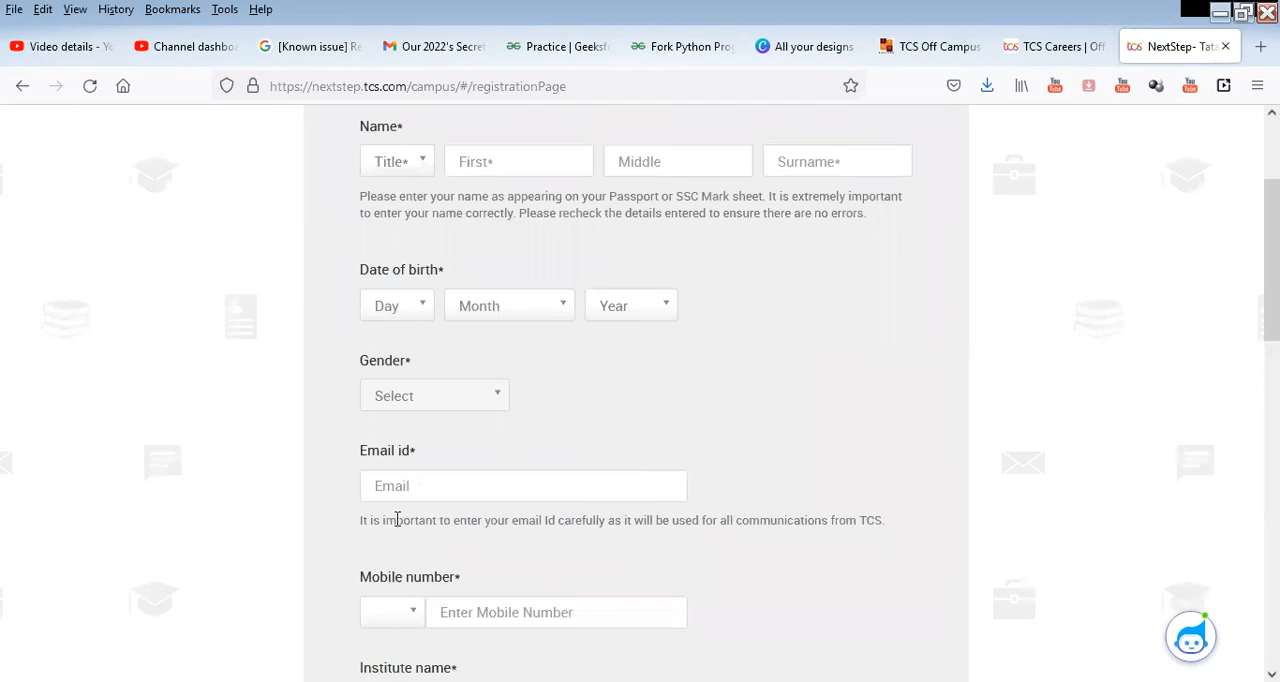 File Edit View History Bookmarks Tools Help
Video details - Yo Channel dashboa [Known issue] Re Our 2022's Secret Practice | Geeksf Fork Python Pro All your designs TCS Off Campus TCS Careers | Off NextStep- Tata
https://nextstep.tcs.com/campus/#/registrationPage
Name*
Title* First* Middle Surname*
Please enter your name as appearing on your Passport or SSC Mark sheet. It is extremely important
to enter your name correctly. Please recheck the details entered to ensure there are no errors.
Date of birth*
Day Month Year
Gender*
Select
Email id*
Email
It is important to enter your email Id carefully as it will be used for all communications from TCS.
Mobile number*
Enter Mobile Number
Institute name*